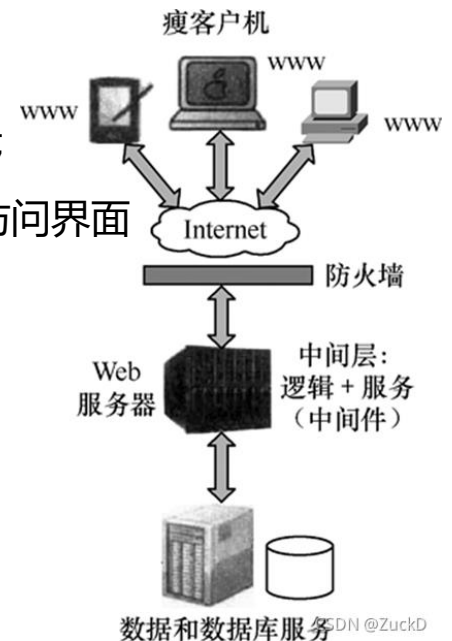 瘦客户机
www
www
www
访问界面
Internet
防火墙
Web
服务器
中间层:
逻辑+服务
(中间件)
数据和数据库服务
CSDN @ZuckD